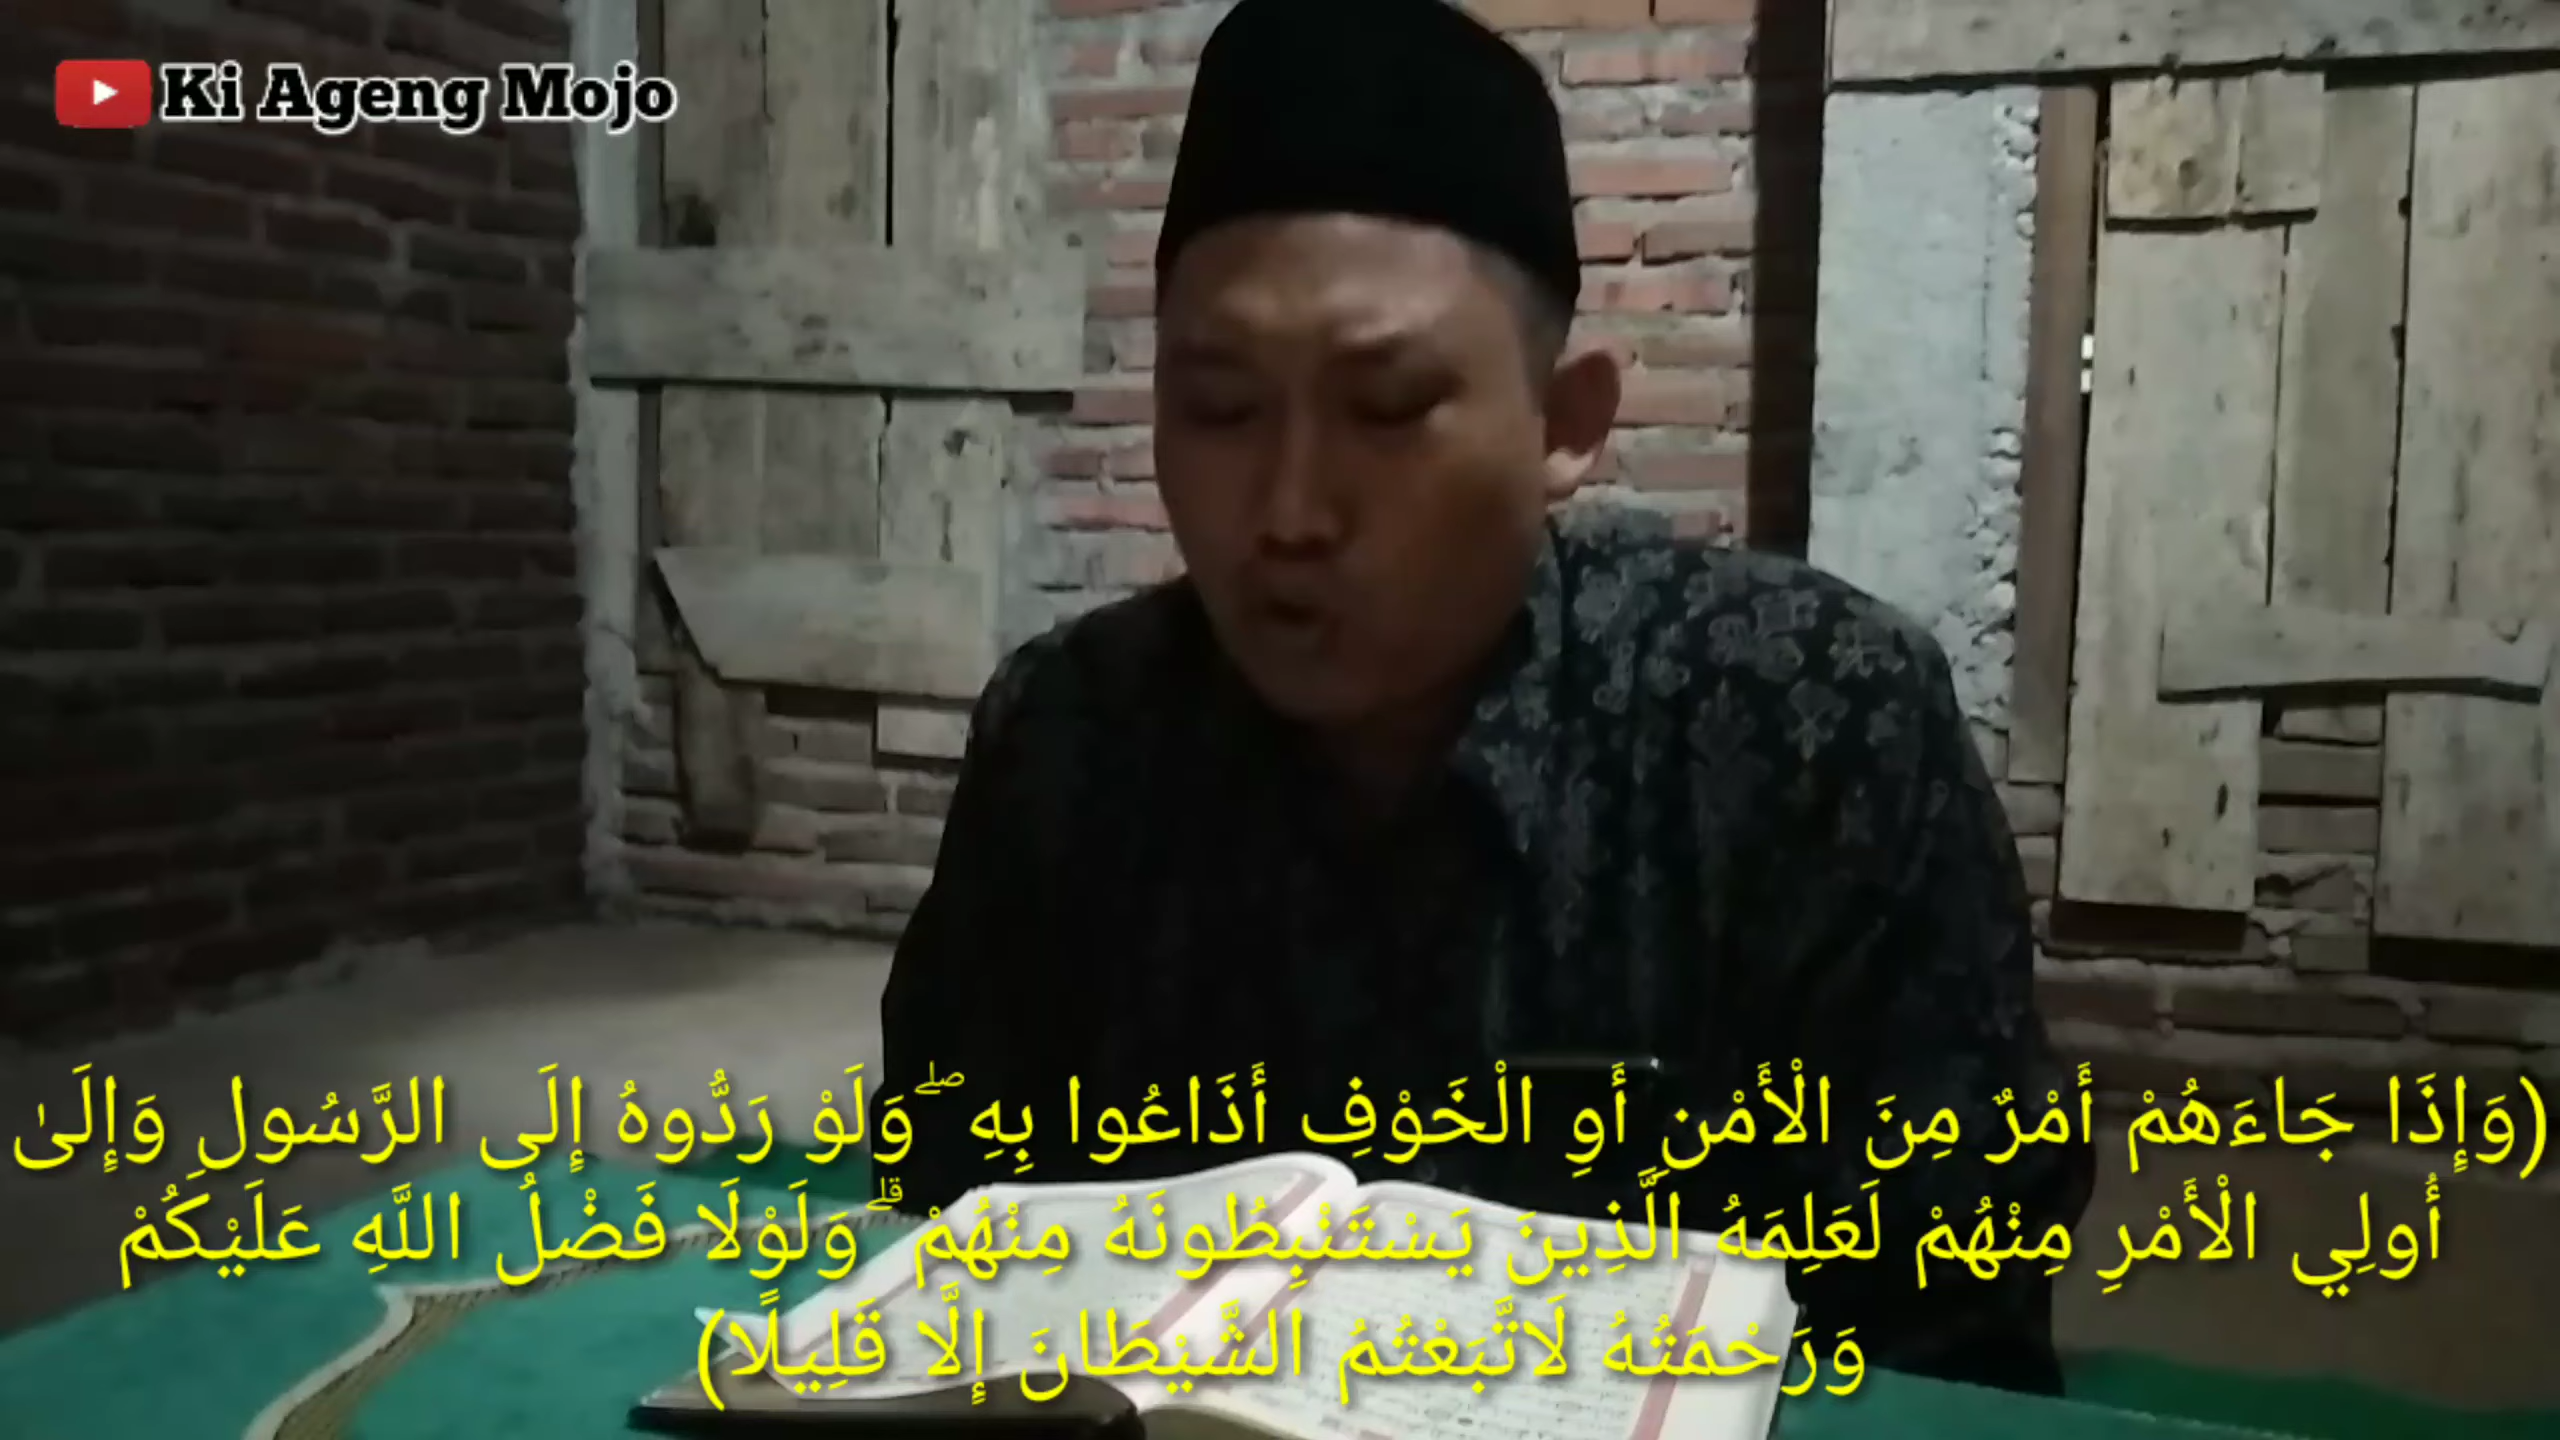 Ki Ageng Mojo
(وَإِذَا جَاءَهُمْ أَمْرٌ مِنَ الْأَمْنِ أَوِ الْخَوْفِ أَذَاعُوا بِهِ ۖ وَلَوْ رَدُّوهُ إِلَى الرَّسُولِ وَإِلَىٰ
أُولِي الْأَمْرِ مِنْهُمْ لَعَلِمَهُ الَّذِينَ يَسْتَنْبِطُونَهُ مِنْهُمْ ۗ وَلَوْلَا فَضْلُ اللَّهِ عَلَيْكُمْ
وَرَحْمَتُهُ لَاتَّبَعْتُمُ الشَّيْطَانَ إِلَّا قَلِيلًا)